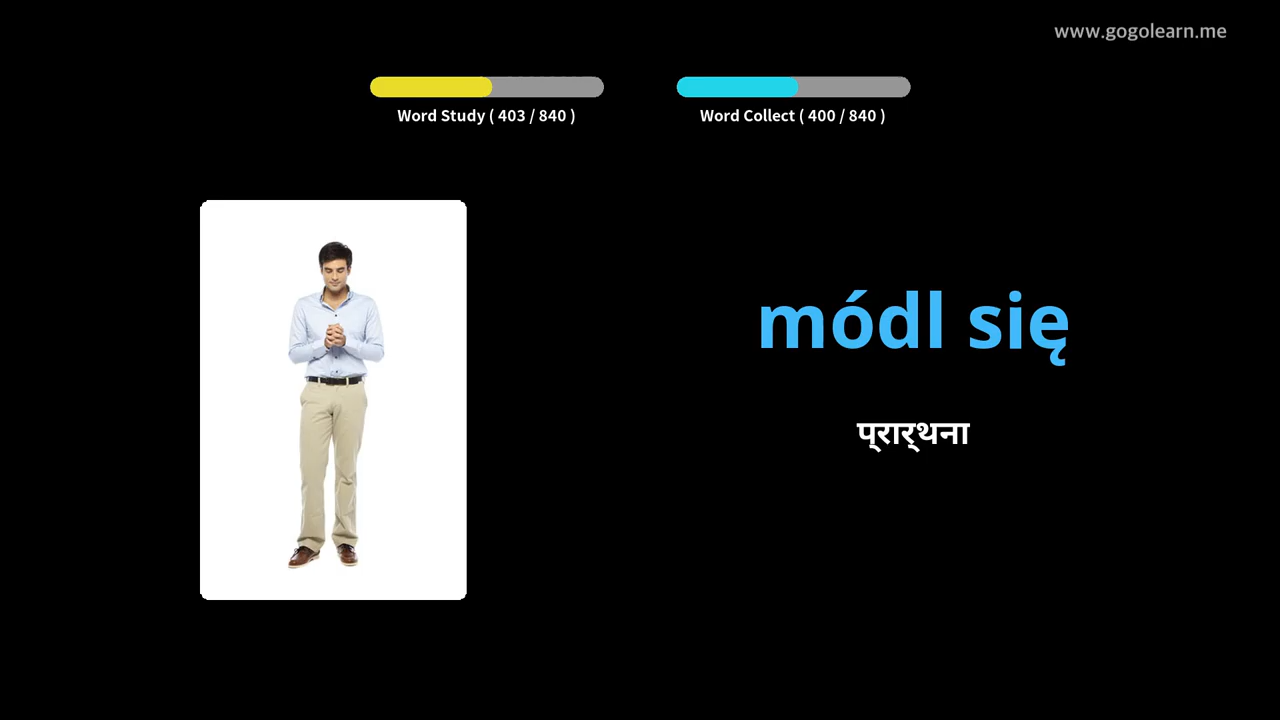 www.gogolearn.me
Word Study ( 403 / 840 )
Word Collect ( 400 / 840 )
módl się
प्रार्थना